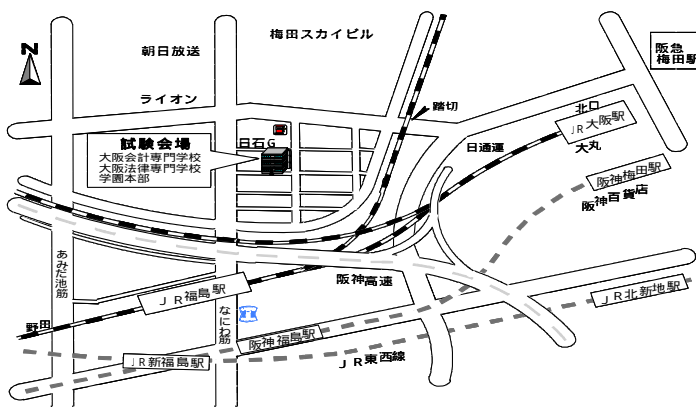 梅田スカイビル
朝日放送
阪急
梅田駅
N
ライオン
踏切
北口
JR大阪駅
試験会場
大阪会計専門学校
大阪法律専門学校
学園本部
日石G
日通運
大丸
阪神梅田駅
阪神百貨店
あみだ池筋
阪神高速
JR福島駅
JR北新地駅
なにわ筋
野田
阪神福島駅
JR新福島駅
JR東西線